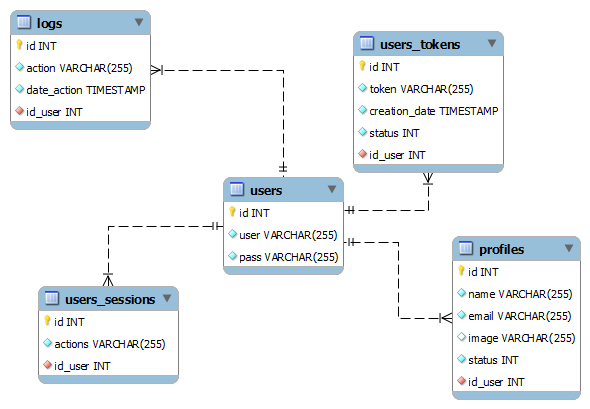 logs
id INT
action VARCHAR(255)
date_action TIMESTAMP
id_user INT
users_tokens
id INT
token VARCHAR(255)
creation_date TIMESTAMP
status INT
id_user INT
users
id INT
user VARCHAR(255)
pass VARCHAR(255)
profiles
id INT
name VARCHAR(255)
email VARCHAR(255)
image VARCHAR(255)
status INT
id_user INT
users_sessions
id INT
actions VARCHAR(255)
id_user INT